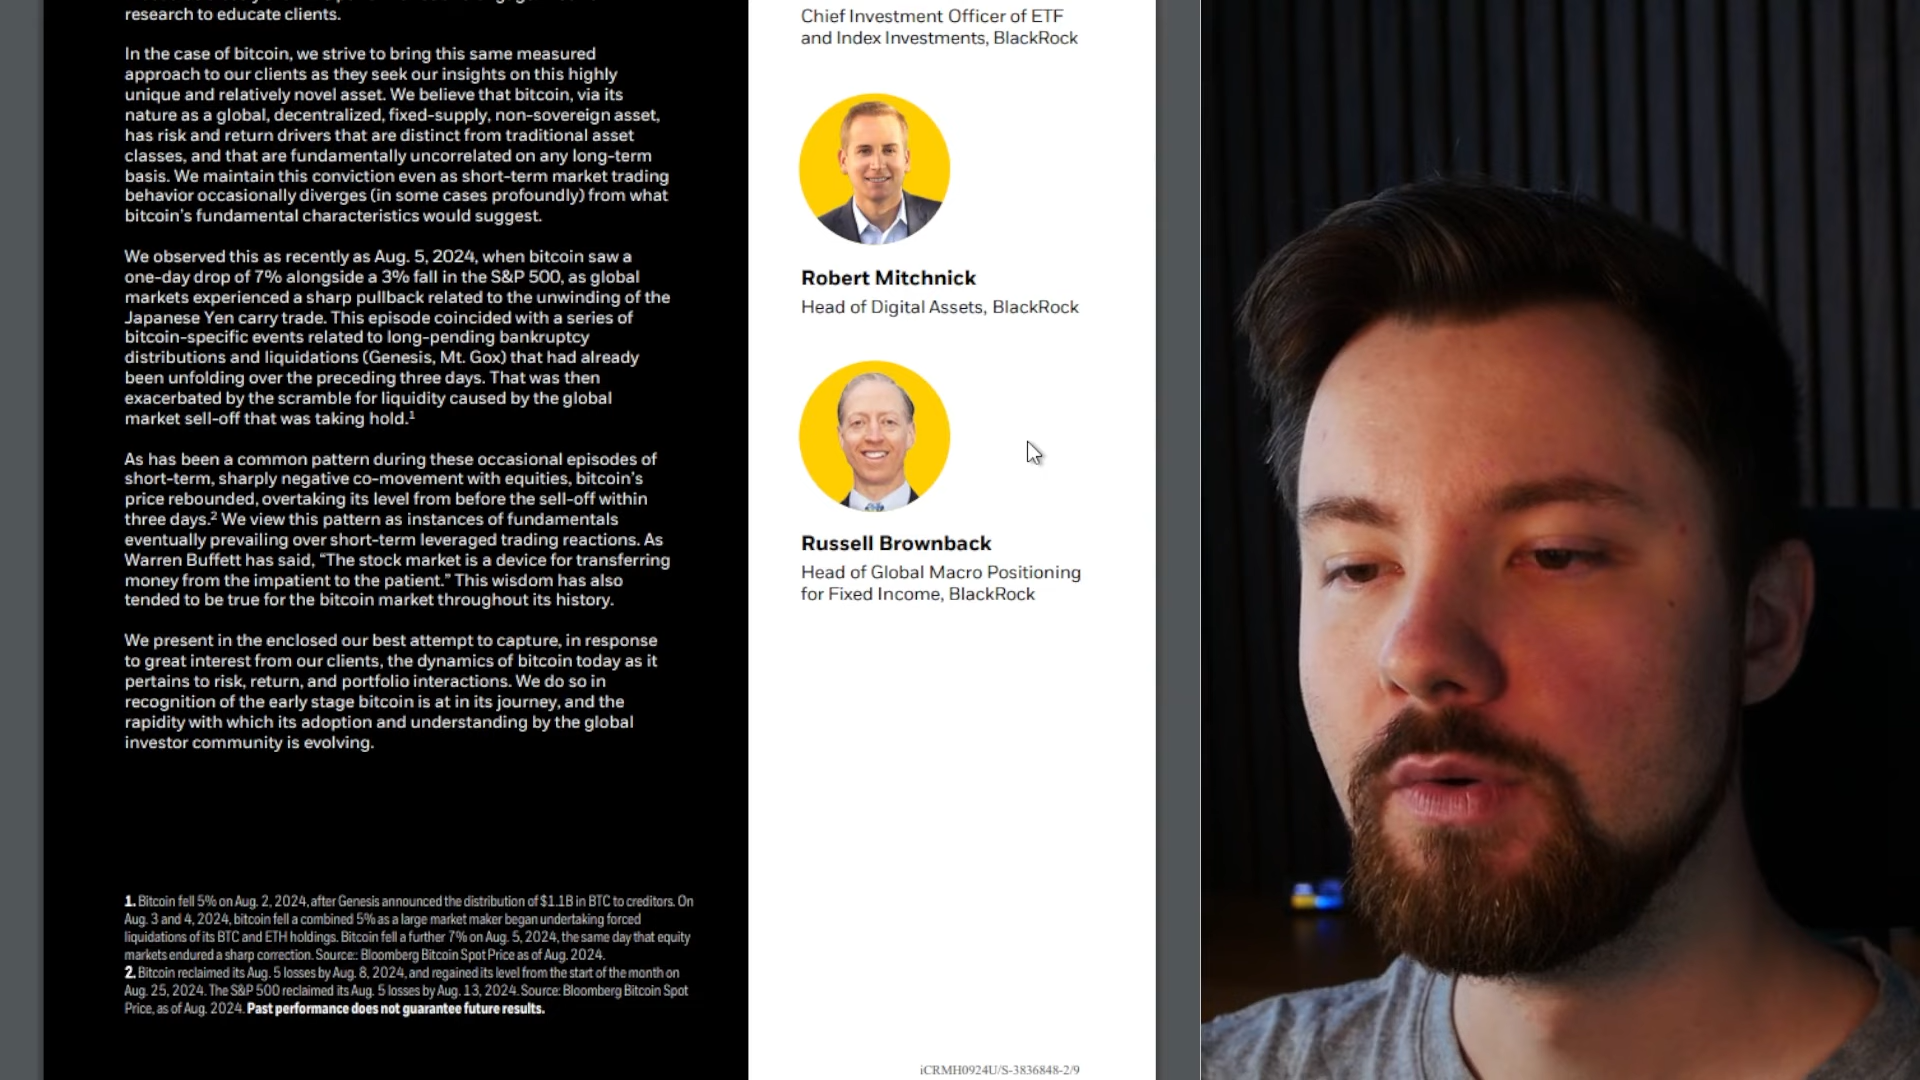 research to educate clients.
In the case of bitcoin, we strive to bring this same measured
approach to our clients as they seek our insights on this highly
unique and relatively novel asset. We believe that bitcoin, via its
nature as a global, decentralized, fixed-supply, non-sovereign asset,
has risk and return drivers that are distinct from traditional asset
classes, and that are fundamentally uncorrelated on any long-term
basis. We maintain this conviction even as short-term market trading
behavior occasionally diverges (in some cases profoundly) from what
bitcoin's fundamental characteristics would suggest.
We observed this as recently as Aug. 5, 2024, when bitcoin saw a
one-day drop of 7% alongside a 3% fall in the S&P 500, as global
markets experienced a sharp pullback related to the unwinding of the
Japanese Yen carry trade. This episode coincided with a series of
bitcoin-specific events related to long-pending bankruptcy
distributions and liquidations (Genesis, Mt. Gox) that had already
been unfolding over the preceding three days. That was then
exacerbated by the scramble for liquidity caused by the global
market sell-off that was taking hold.¹
As has been a common pattern during these occasional episodes of
short-term, sharply negative co-movement with equities, bitcoin's
price rebounded, overtaking its level from before the sell-off within
three days.² We view this pattern as instances of fundamentals
eventually prevailing over short-term leveraged trading reactions. As
Warren Buffett has said, “The stock market is a device for transferring
money from the impatient to the patient.” This wisdom has also
tended to be true for the bitcoin market throughout its history.
We present in the enclosed our best attempt to capture, in response
to great interest from our clients, the dynamics of bitcoin today as it
pertains to risk, return, and portfolio interactions. We do so in
recognition of the early stage bitcoin is at in its journey, and the
rapidity with which its adoption and understanding by the global
investor community is evolving.
1. Bitcoin fell 5% on Aug. 2, 2024, after Genesis announced the distribution of $1.1B in BTC to creditors. On
Aug. 3 and 4, 2024, bitcoin fell a combined 5% as a large market maker began undertaking forced
liquidations of its BTC and ETH holdings. Bitcoin fell a further 7% on Aug. 5, 2024, the same day that equity
markets endured a sharp correction. Source:: Bloomberg Bitcoin Spot Price as of Aug. 2024.
2. Bitcoin reclaimed its Aug. 5 losses by Aug. 8, 2024, and regained its level from the start of the month on
Aug. 25, 2024. The S&P 500 reclaimed its Aug. 5 losses by Aug. 13, 2024. Source: Bloomberg Bitcoin Spot
Price, as of Aug. 2024. Past performance does not guarantee future results.
Chief Investment Officer of ETF
and Index Investments, BlackRock
Robert Mitchnick
Head of Digital Assets, BlackRock
Russell Brownback
Head of Global Macro Positioning
for Fixed Income, BlackRock
iCRMH0924U/S-3836848-2/9